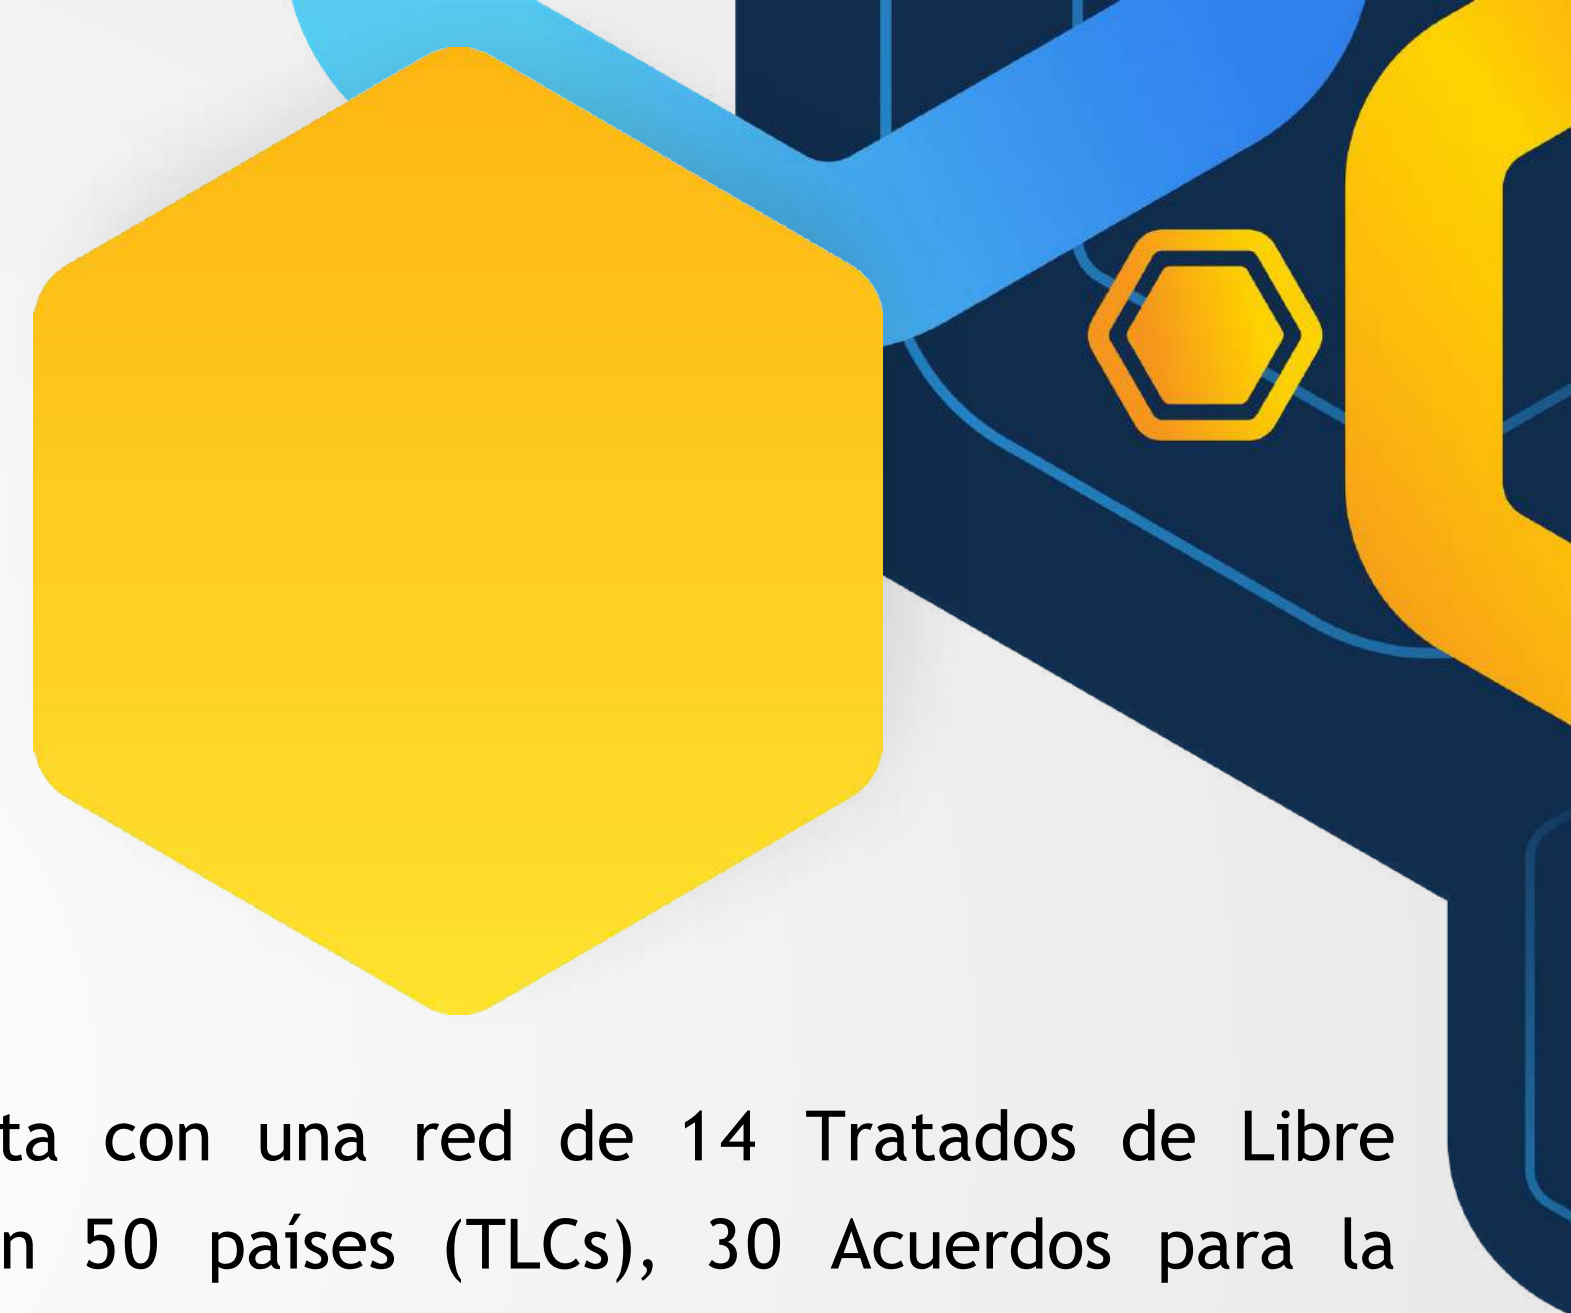 ta con una red de 14 Tratados de Libre
n 50 países (TLCs), 30 Acuerdos para la